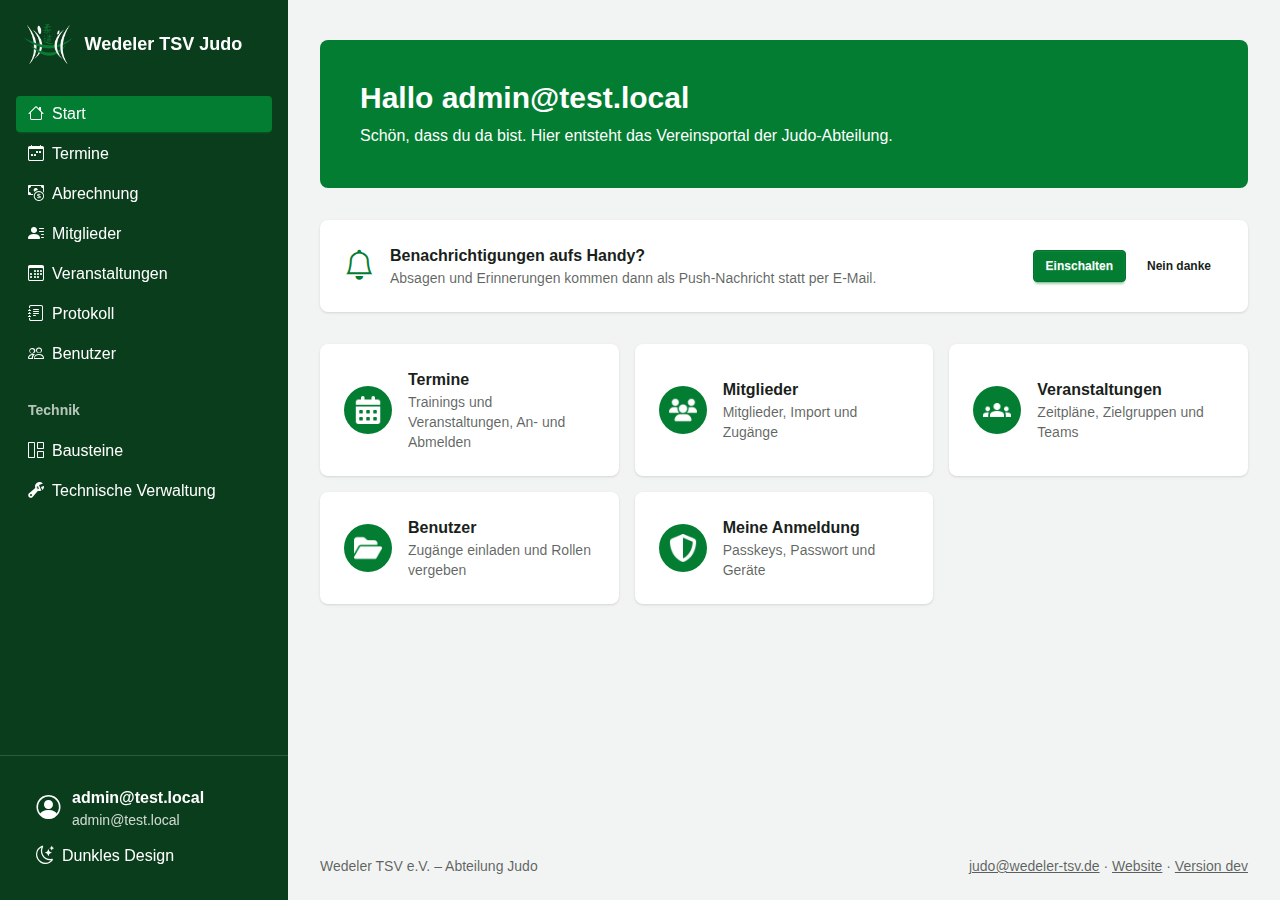 Wedeler TSV Judo
Start
Termine
Abrechnung
Mitglieder
Veranstaltungen
Protokoll
Benutzer
Technik
Bausteine
Technische Verwaltung
admin@test.local
admin@test.local
Dunkles Design
Hallo admin@test.local
Schön, dass du da bist. Hier entsteht das Vereinsportal der Judo-Abteilung.
Benachrichtigungen aufs Handy?
Absagen und Erinnerungen kommen dann als Push-Nachricht statt per E-Mail.
Einschalten
Nein danke
Termine
Trainings und
Veranstaltungen, An- und
Abmelden
Mitglieder
Mitglieder, Import und
Zugänge
Veranstaltungen
Zeitpläne, Zielgruppen und
Teams
Benutzer
Zugänge einladen und Rollen
vergeben
Meine Anmeldung
Passkeys, Passwort und
Geräte
Wedeler TSV e.V. – Abteilung Judo
judo@wedeler-tsv.de · Website · Version dev